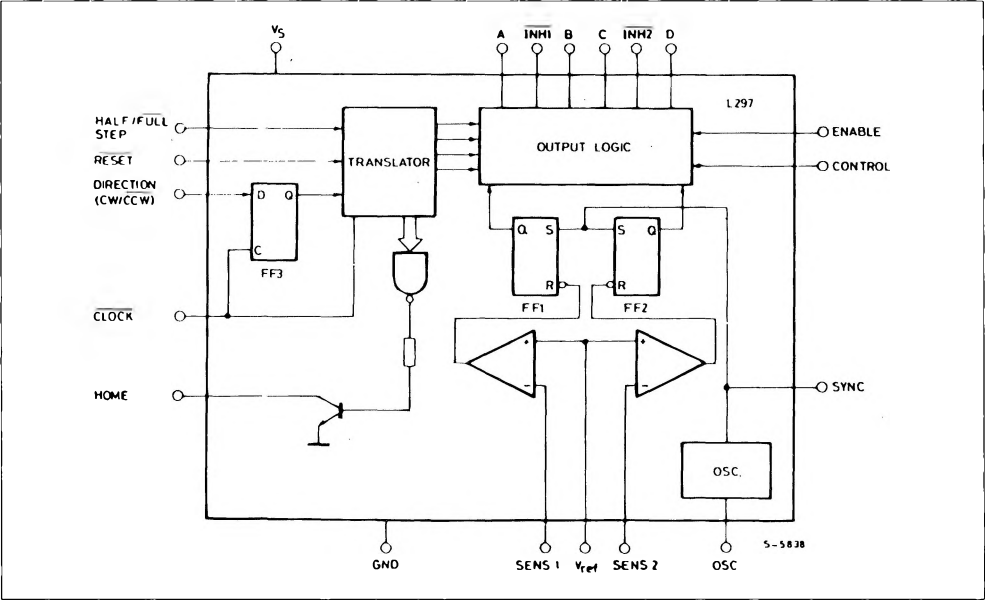 VS
A INH1 B C INH2 D
L297
HALF/FULL
STEP
RESET
DIRECTION
(CW/CCW)
CLOCK
HOME
TRANSLATOR
OUTPUT LOGIC
ENABLE
CONTROL
D Q
C
FF3
Q S
R
FF1
S Q
R
FF2
+
−
+
−
SYNC
OSC.
GND
SENS 1
Vref
SENS 2
OSC
S-5838